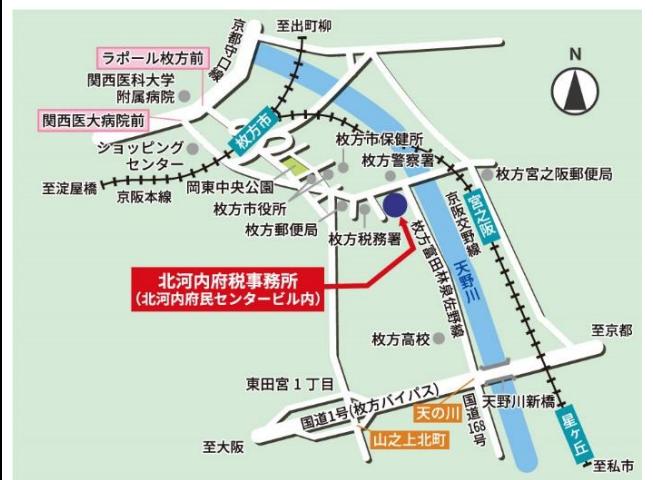 至出町柳
京都守口線
N
ラポール枚方前
関西医科大学
附属病院
関西医大病院前
枚方市
ショッピング
センター
枚方市保健所
枚方警察署
枚方宮之阪郵便局
至淀屋橋
京阪本線
岡東中央公園
枚方市役所
枚方郵便局
枚方税務署
宮之阪
京阪交野線
天野川
枚方富田林泉佐野線
北河内府税事務所
(北河内府民センタービル内)
枚方高校
至京都
東田宮1丁目
国道1号(枚方バイパス)
天の川
天野川新橋
国道168号
星ヶ丘
至大阪
山之上北町
至私市